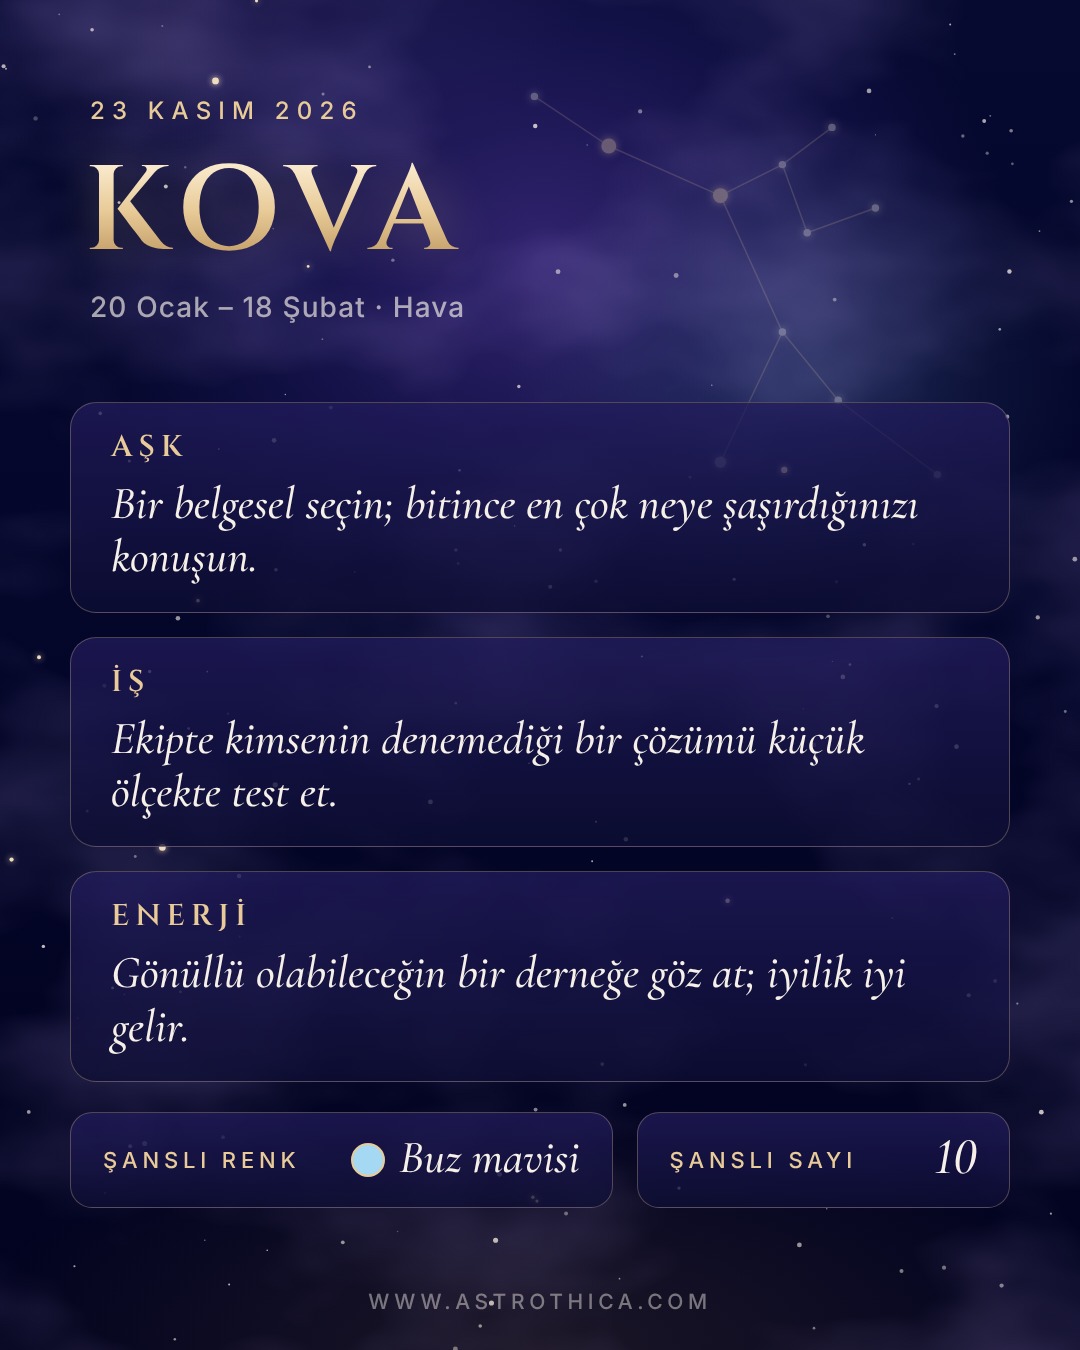 23 KASIM 2026
KOVA
20 Ocak – 18 Şubat · Hava
AŞK
Bir belgesel seçin; bitince en çok neye şaşırdığınızı
konuşun.
İŞ
Ekipte kimsenin denemediği bir çözümü küçük
ölçekte test et.
ENERJİ
Gönüllü olabileceğin bir derneğe göz at; iyilik iyi
gelir.
ŞANSLI RENK Buz mavisi
ŞANSLI SAYI 10
WWW.ASTROTHICA.COM